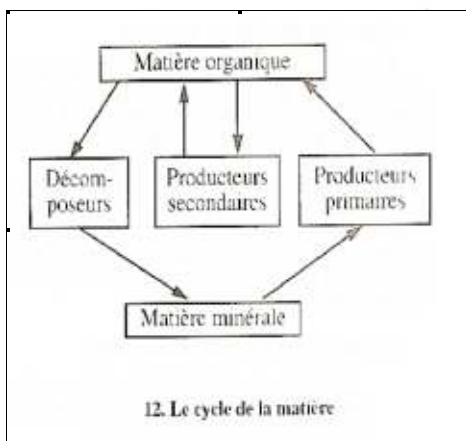 Matière organique
Décom-
poseurs
Producteurs
secondaires
Producteurs
primaires
Matière minérale
12. Le cycle de la matière